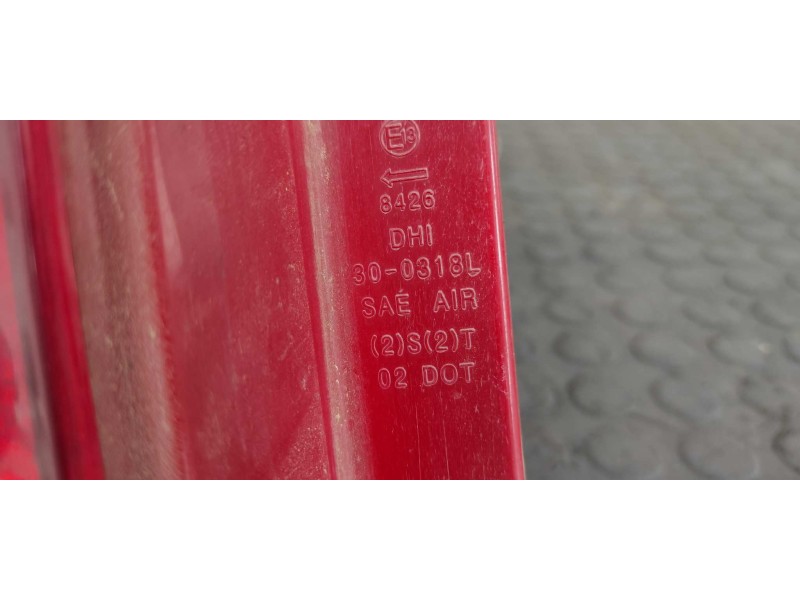 E3
8426
DHI
30-0318L
SAE AIR
(2)S(2)T
02 DOT